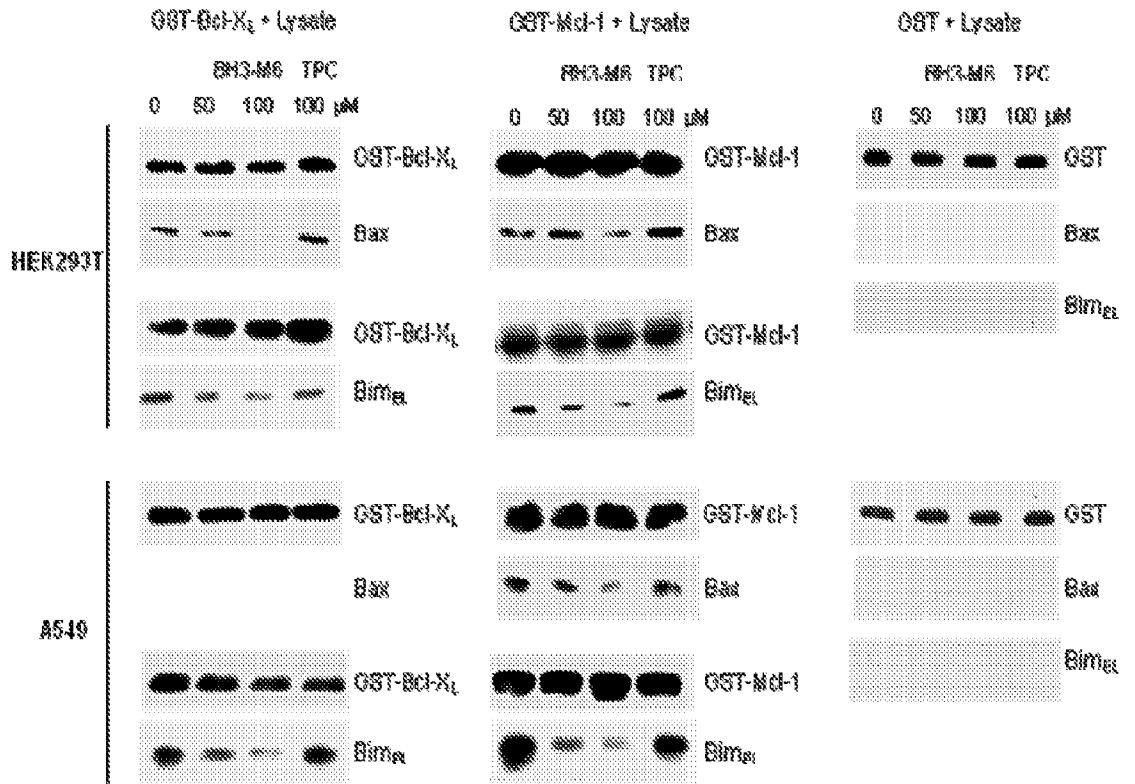 GST-Bcl-XL + Lysate GST-Mcl-1 + Lysate GST + Lysate
BH3-M6 TPC BH3-M6 TPC BH3-M6 TPC
0 50 100 100 µM 0 50 100 100 µM 0 50 100 100 µM
GST-Bcl-XL GST-Mcl-1 GST
Bax Bax Bax
HEK293T
BimEL
GST-Bcl-XL GST-Mcl-1
BimEL BimEL
GST-Bcl-XL GST-Mcl-1 GST
Bax Bax Bax
A549
BimEL
GST-Bcl-XL GST-Mcl-1
BimEL BimEL